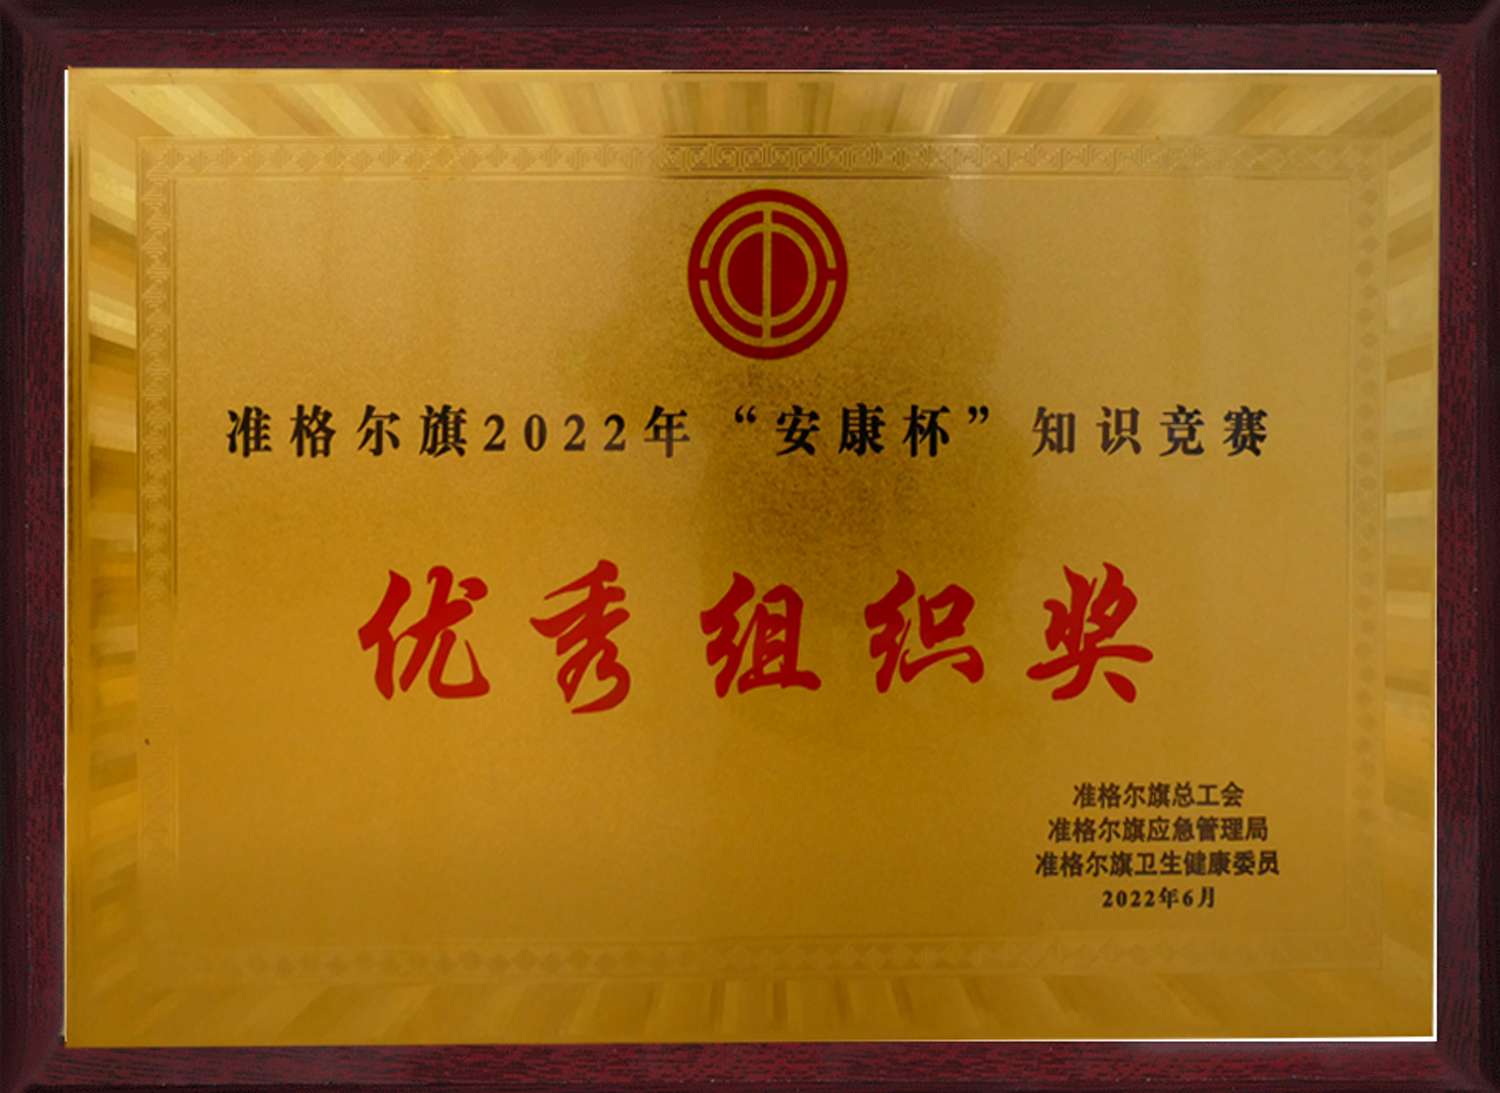 准格尔旗2022年“安康杯”知识竞赛
优秀组织奖
准格尔旗总工会
准格尔旗应急管理局
准格尔旗卫生健康委员
2022年6月